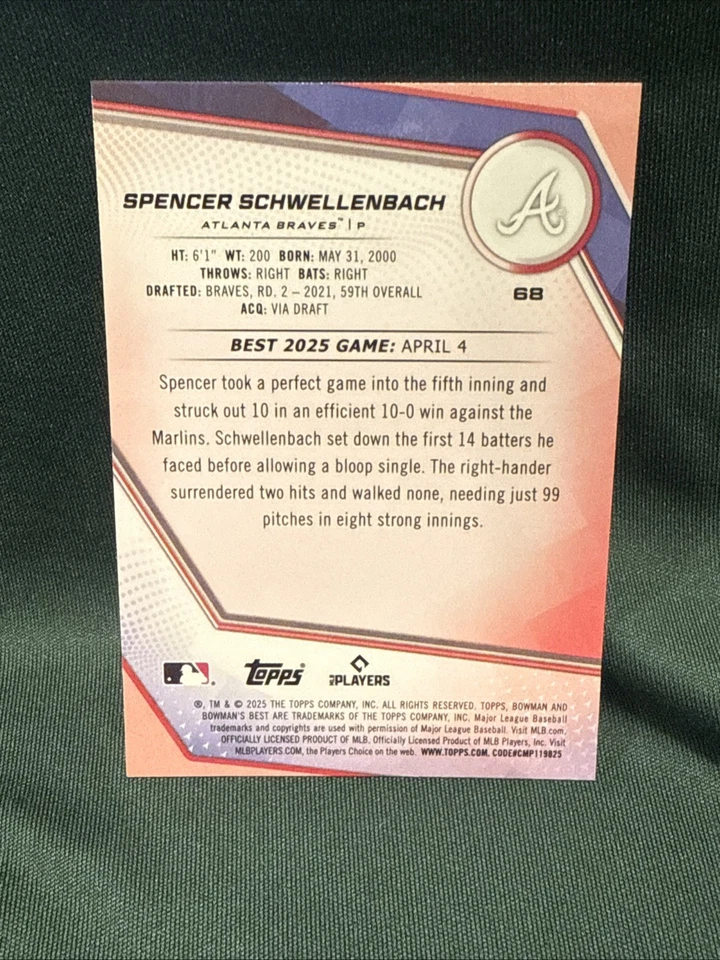 SPENCER SCHWELLENBACH
ATLANTA BRAVES™ | P
A
HT: 6'1" WT: 200 BORN: MAY 31, 2000
THROWS: RIGHT BATS: RIGHT
DRAFTED: BRAVES, RD. 2 – 2021, 59TH OVERALL
ACQ: VIA DRAFT
68
BEST 2025 GAME: APRIL 4
Spencer took a perfect game into the fifth inning and
struck out 10 in an efficient 10-0 win against the
Marlins. Schwellenbach set down the first 14 batters he
faced before allowing a bloop single. The right-hander
surrendered two hits and walked none, needing just 99
pitches in eight strong innings.
TOPPS®
MLB PLAYERS
®, TM & © 2025 THE TOPPS COMPANY, INC. ALL RIGHTS RESERVED. TOPPS, BOWMAN AND
BOWMAN'S BEST ARE TRADEMARKS OF THE TOPPS COMPANY, INC. Major League Baseball
trademarks and copyrights are used with permission of Major League Baseball. Visit MLB.com.
OFFICIALLY LICENSED PRODUCT OF MLB. Officially Licensed Product of MLB Players, Inc. Visit
MLBPLAYERS.COM, the Players Choice on the web. WWW.TOPPS.COM. CODE#CMP119825